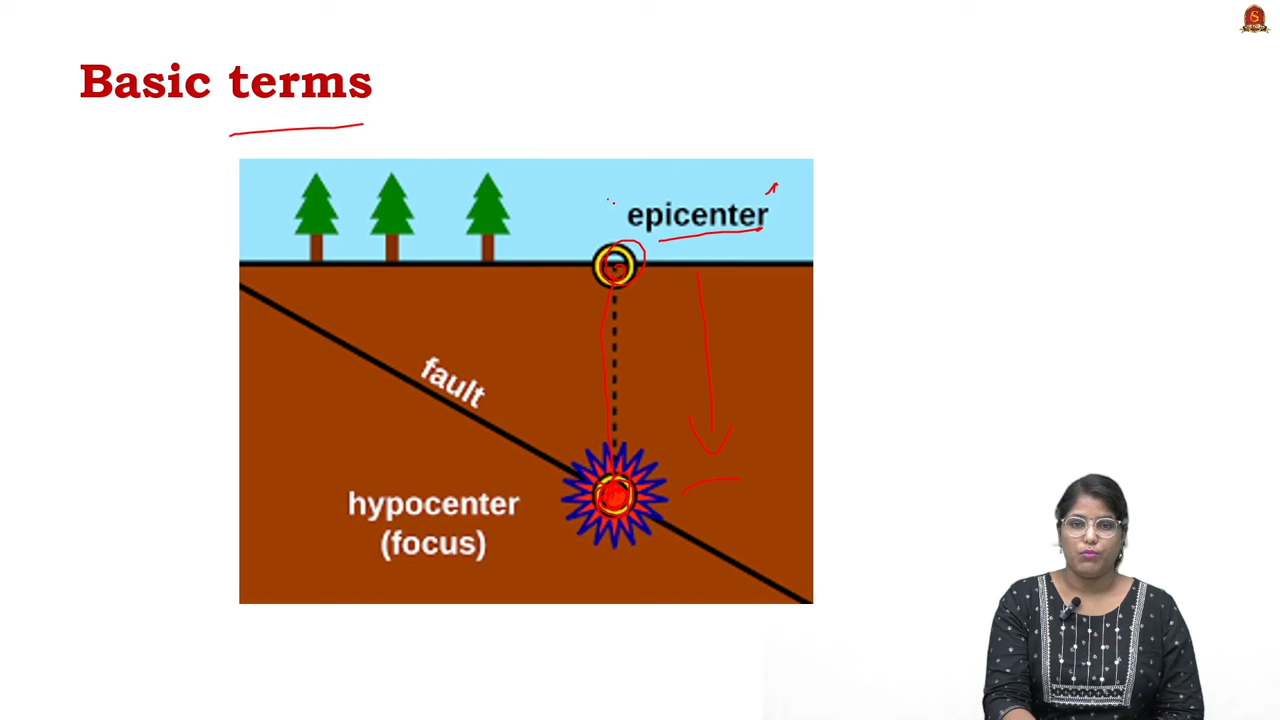 Basic terms
epicenter
fault
hypocenter
(focus)